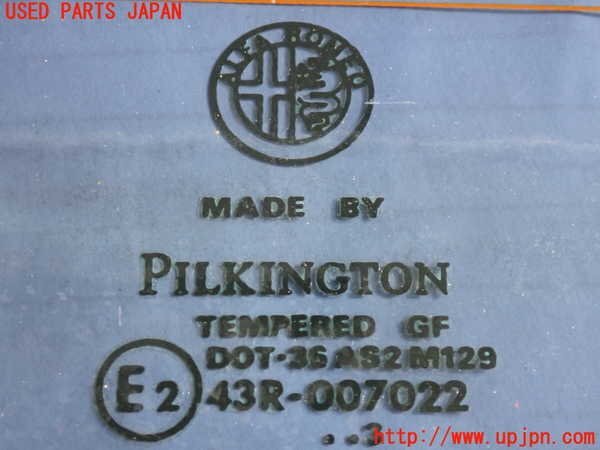 USED PARTS JAPAN
ALFA ROMEO
MADE BY
PILKINGTON
TEMPERED GF
DOT-36 AS2 M129
E2 43R-007022
..3
http://www.upjpn.com